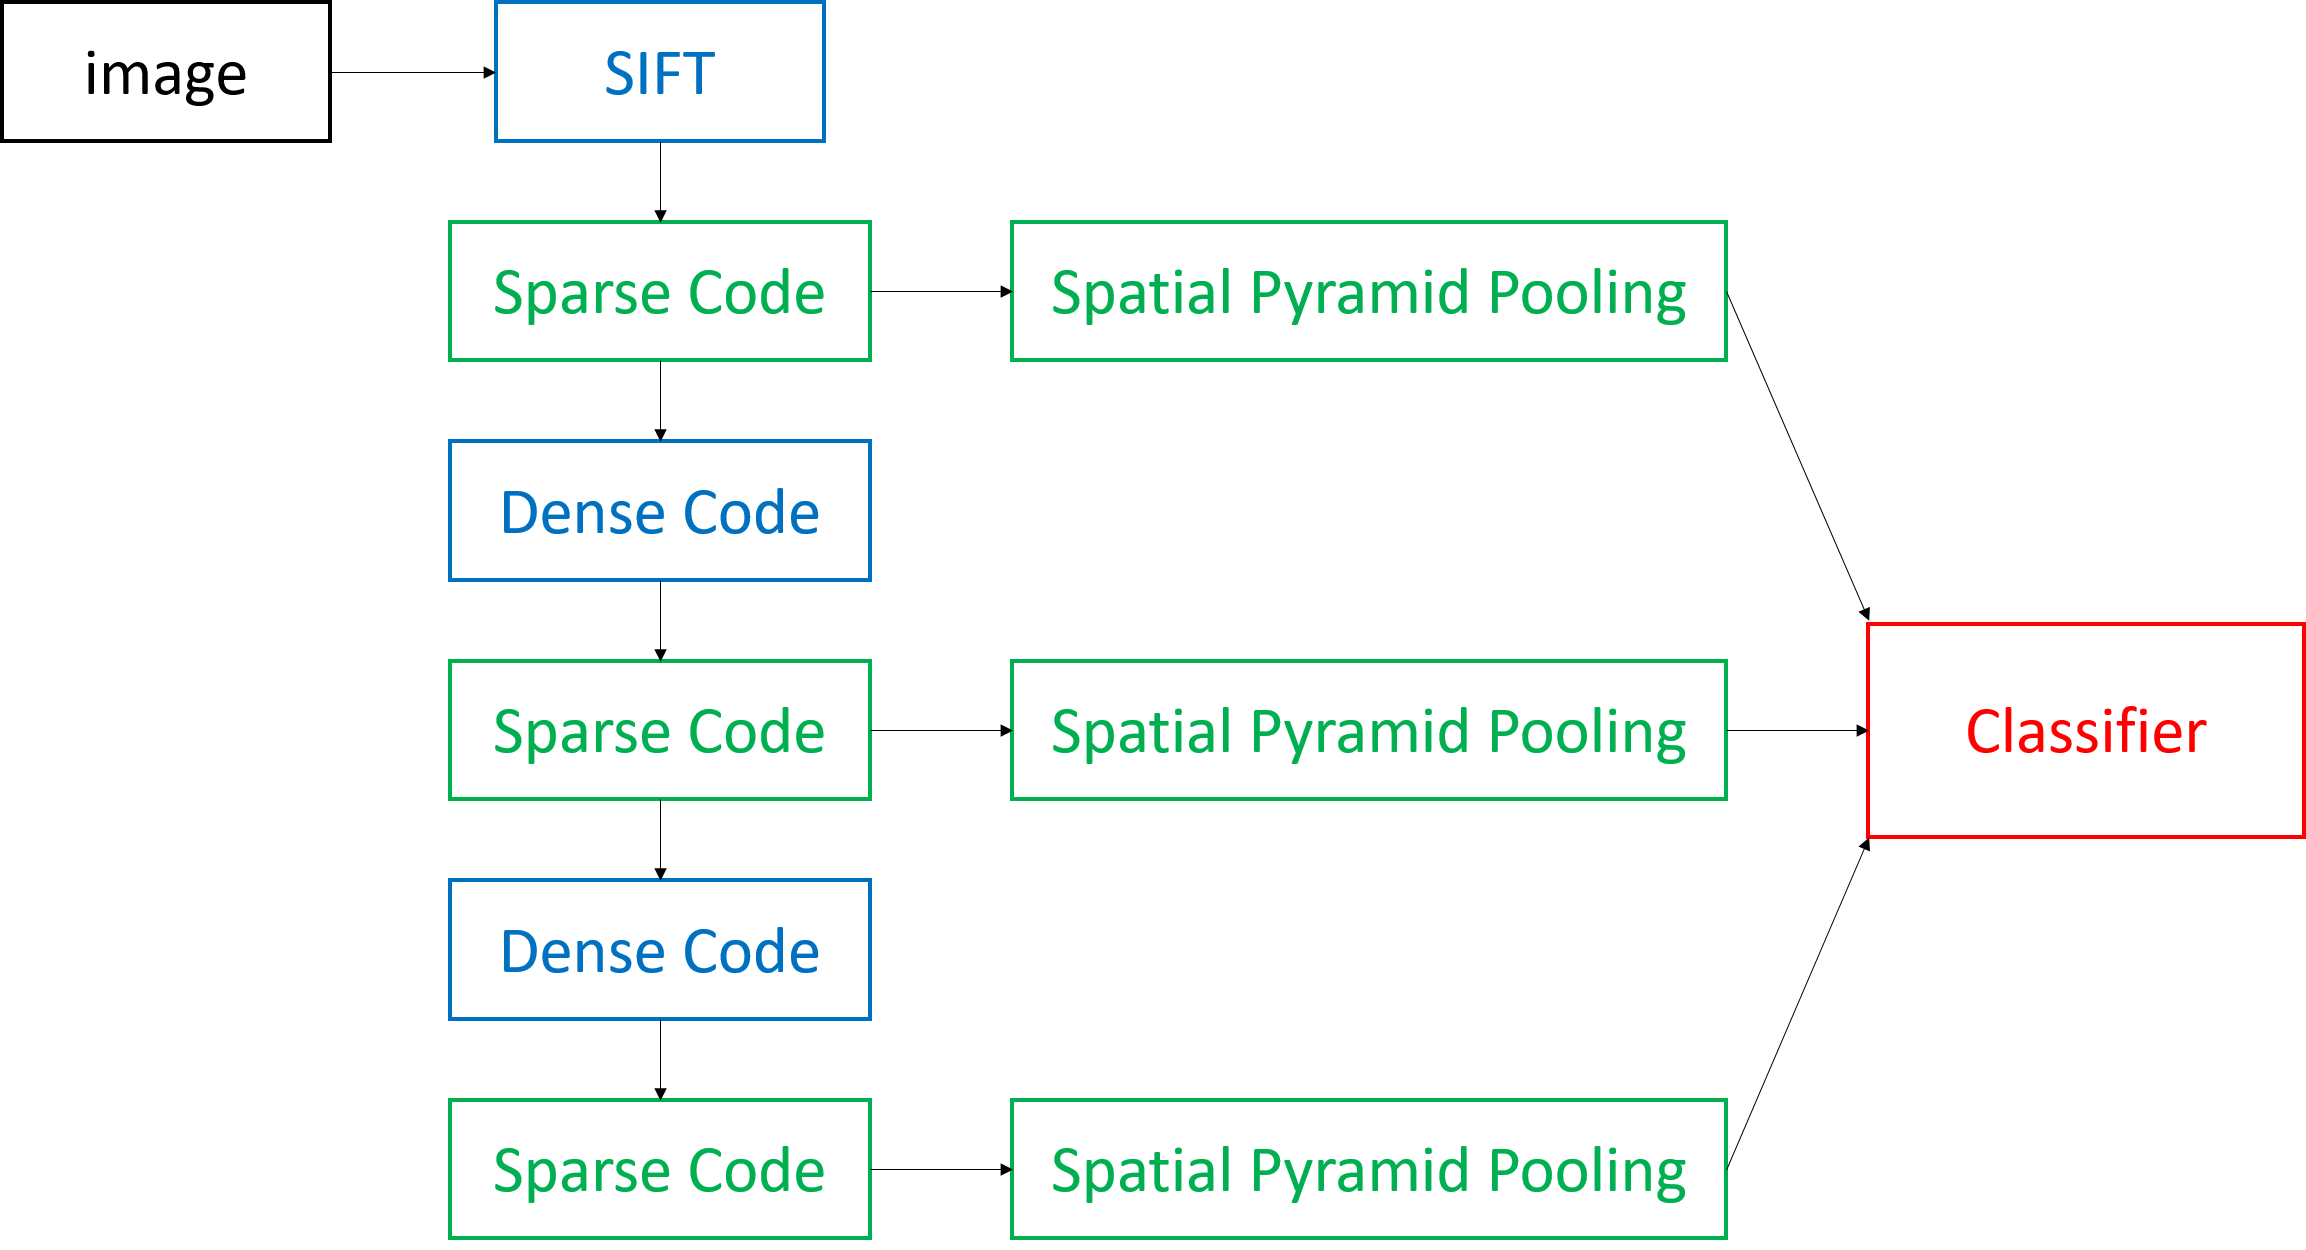 image
SIFT
Sparse Code
Spatial Pyramid Pooling
Dense Code
Sparse Code
Spatial Pyramid Pooling
Classifier
Dense Code
Sparse Code
Spatial Pyramid Pooling